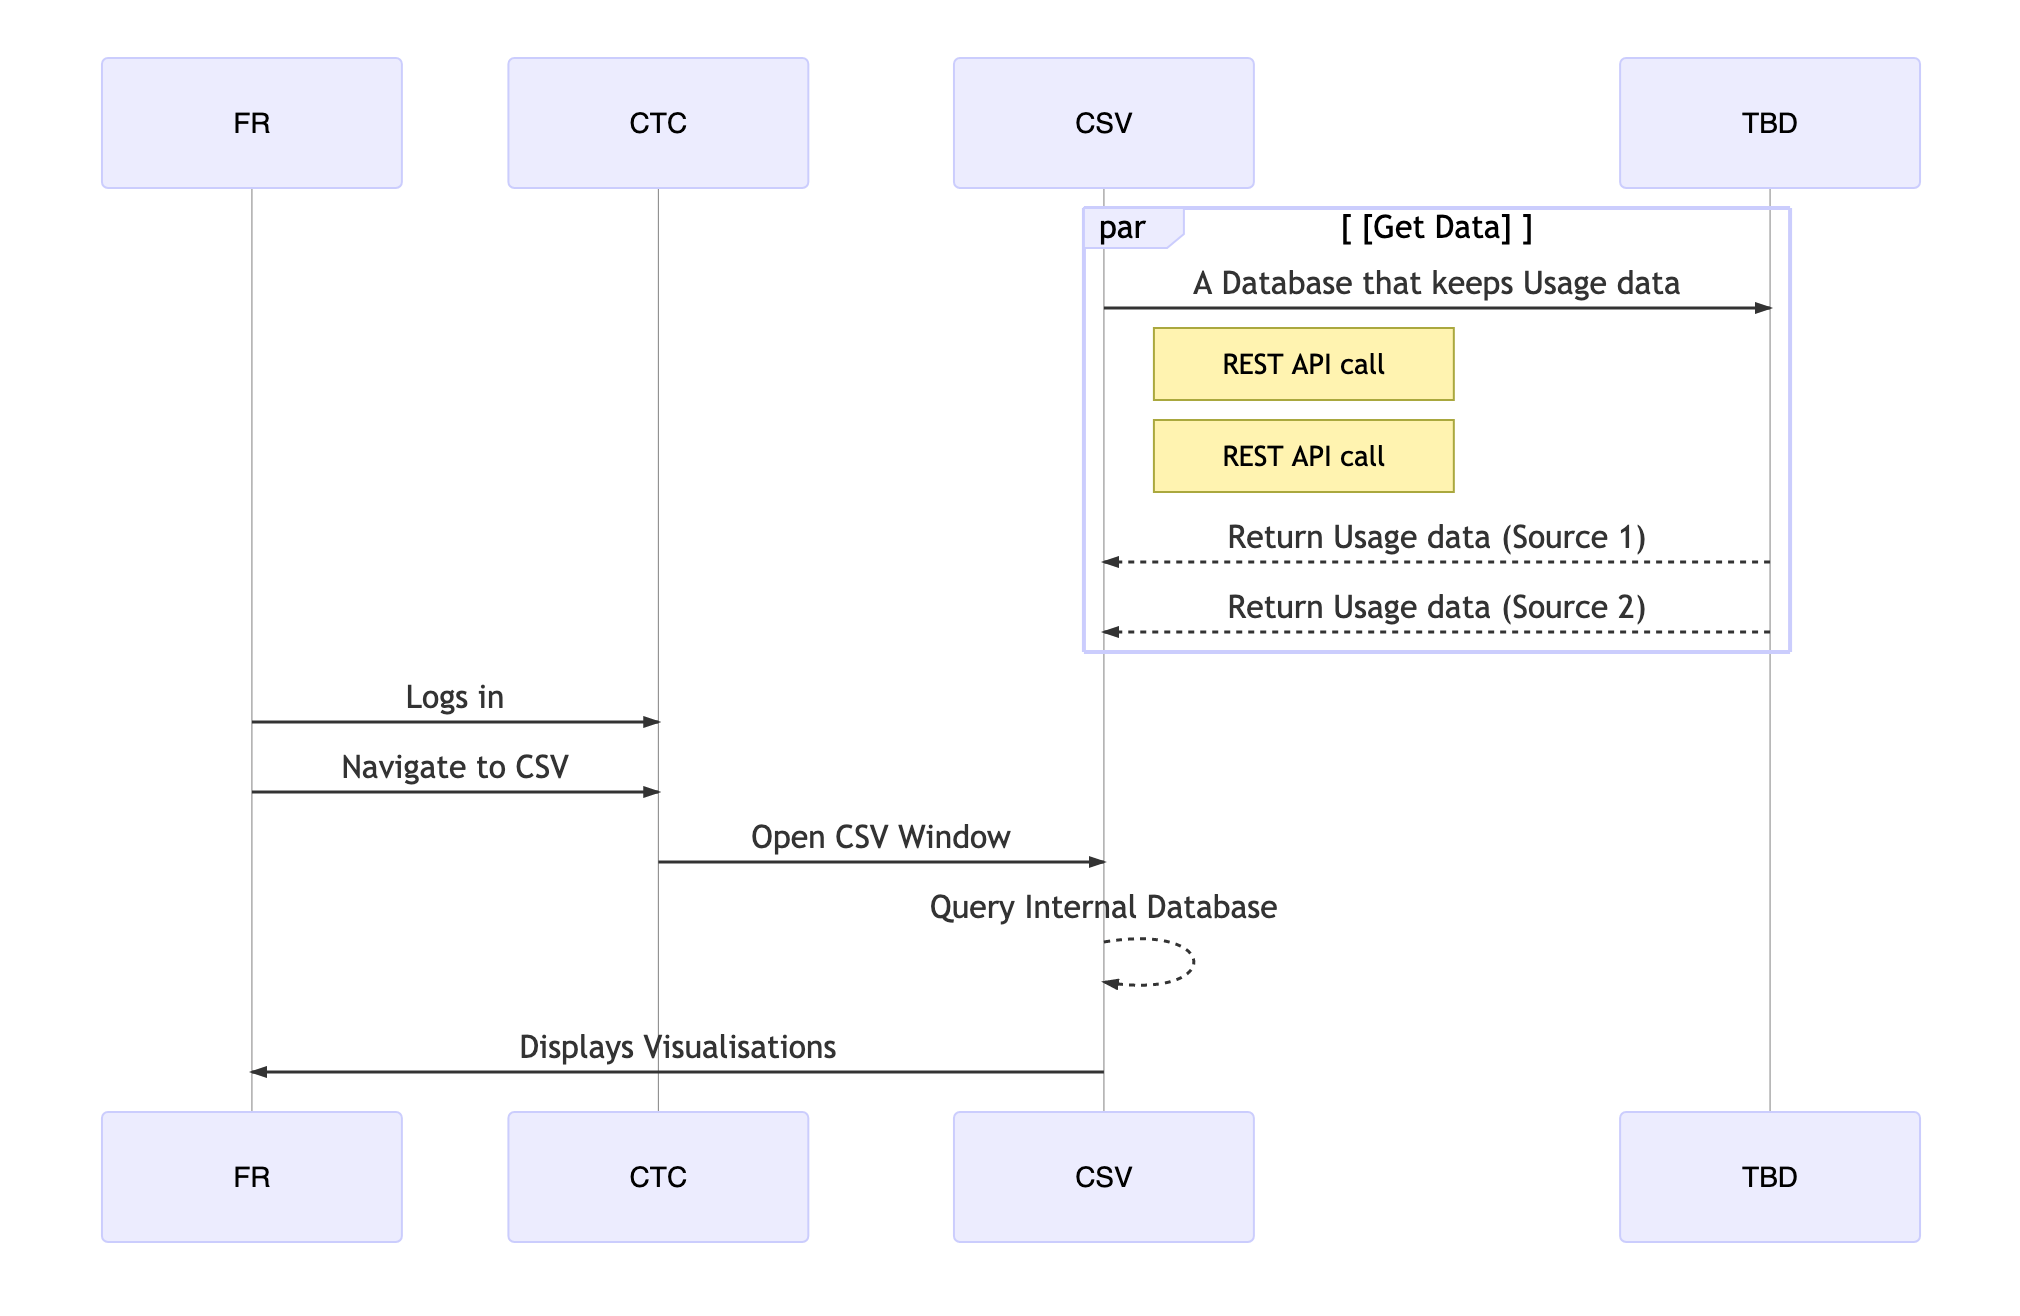 FR
CTC
CSV
TBD
par
[ [Get Data] ]
A Database that keeps Usage data
REST API call
REST API call
Return Usage data (Source 1)
Return Usage data (Source 2)
Logs in
Navigate to CSV
Open CSV Window
Query Internal Database
Displays Visualisations
FR
CTC
CSV
TBD